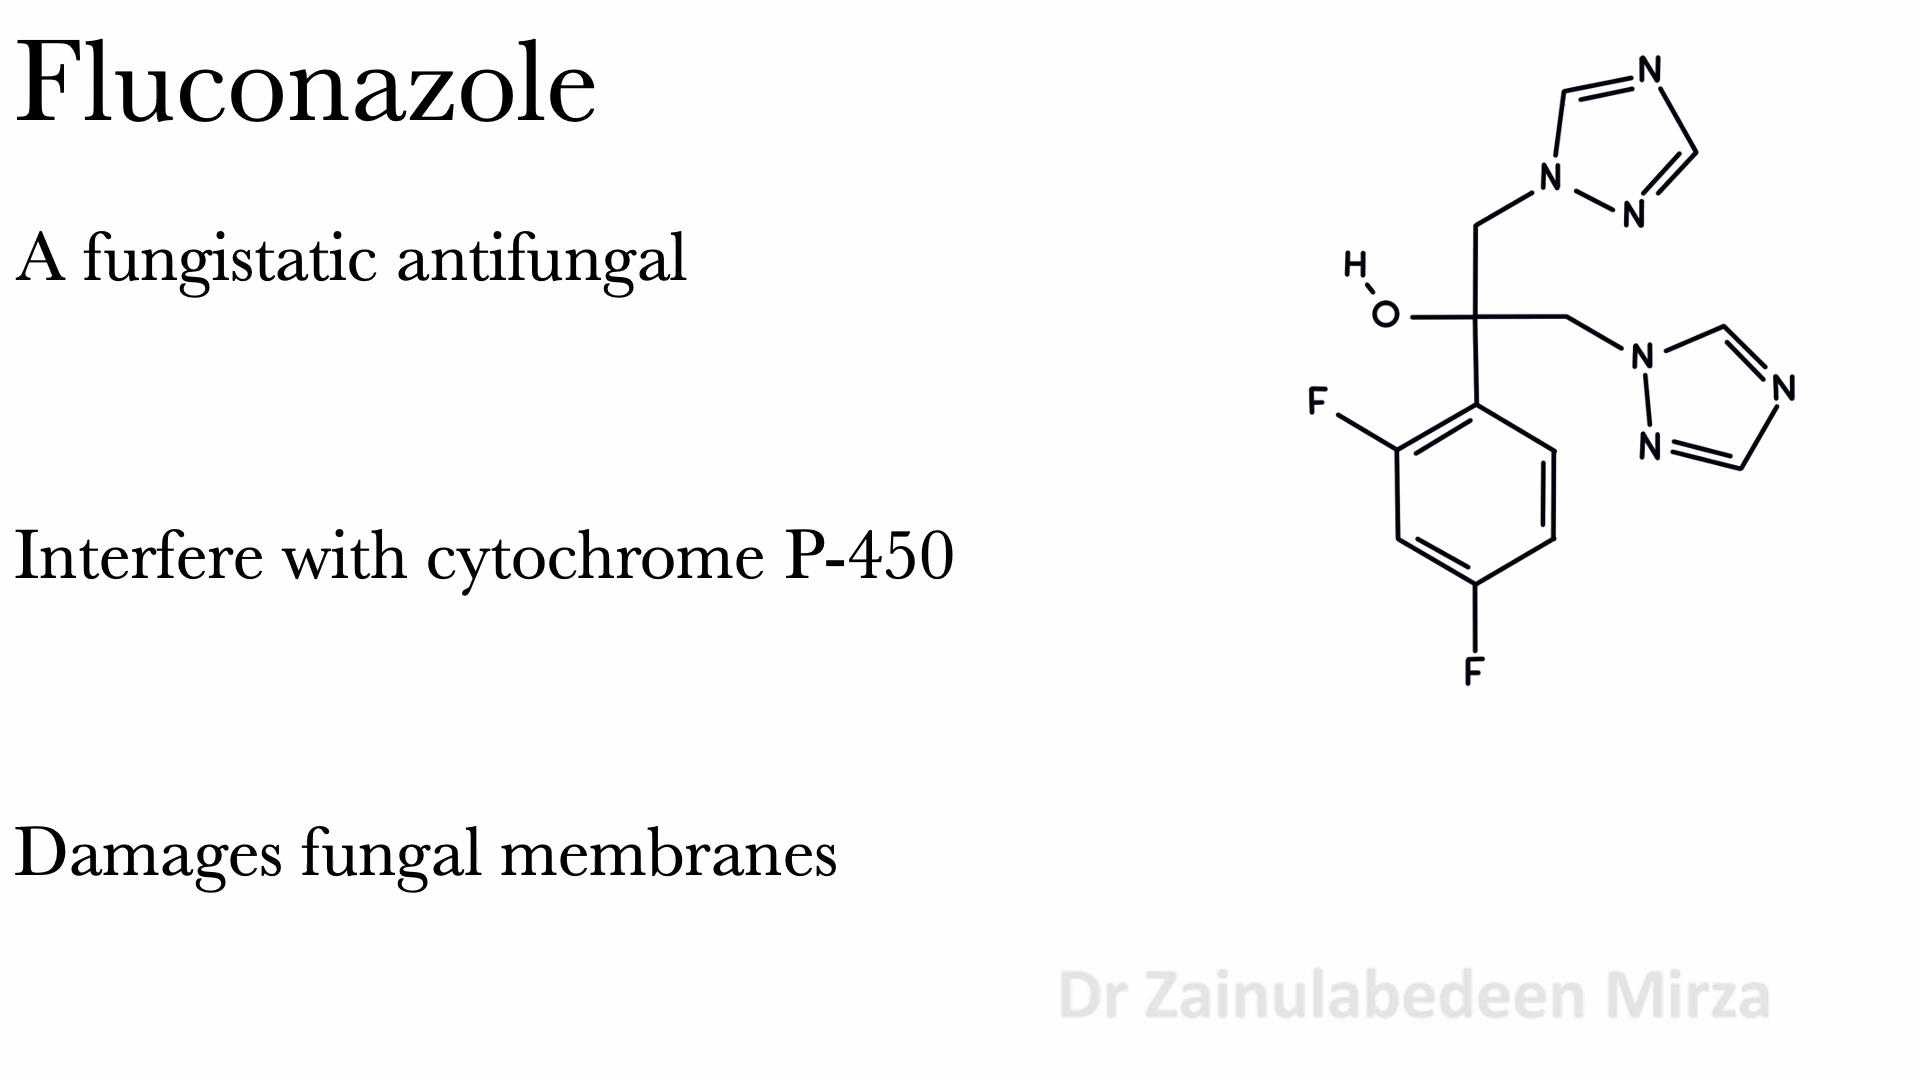 Fluconazole
A fungistatic antifungal
Interfere with cytochrome P-450
Damages fungal membranes
N
N
N
H
O
N
F
N
N
F
Dr Zainulabedeen Mirza